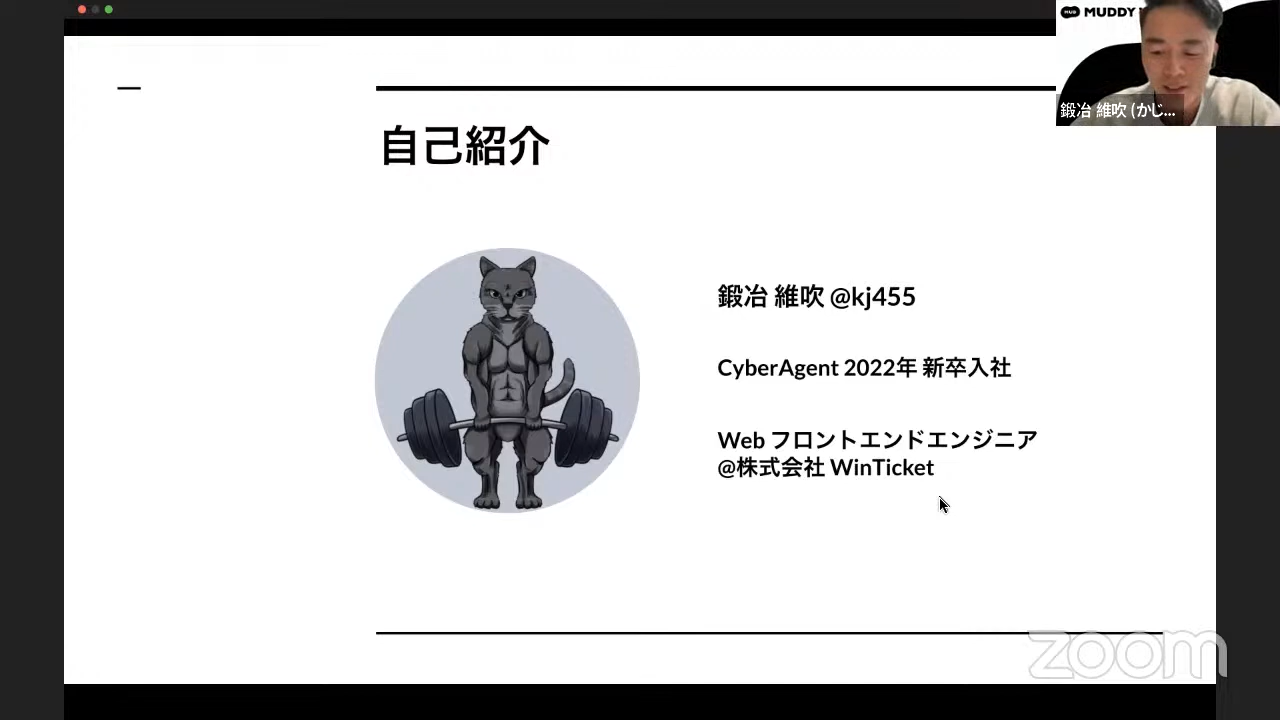 MUDDY
鍛冶 維吹 (かじ...
自己紹介
鍛冶 維吹 @kj455
CyberAgent 2022年 新卒入社
Web フロントエンドエンジニア
@株式会社 WinTicket
zoom